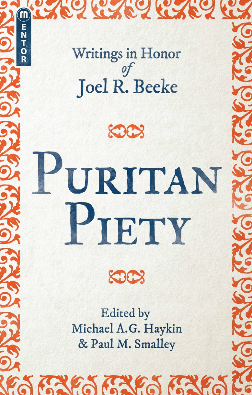 MENTOR
Writings in Honor
of
Joel R. Beeke
PURITAN
PIETY
Edited by
Michael A.G. Haykin
& Paul M. Smalley